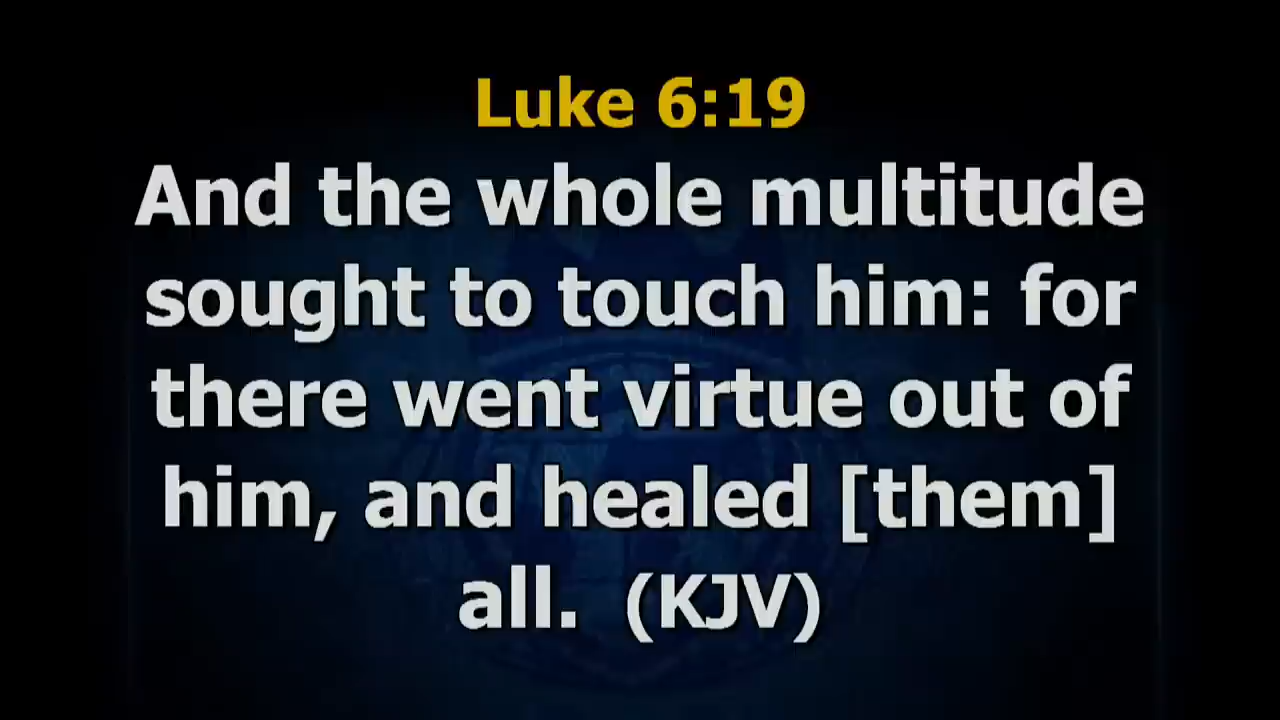 Luke 6:19
And the whole multitude
sought to touch him: for
there went virtue out of
him, and healed [them]
all.  (KJV)